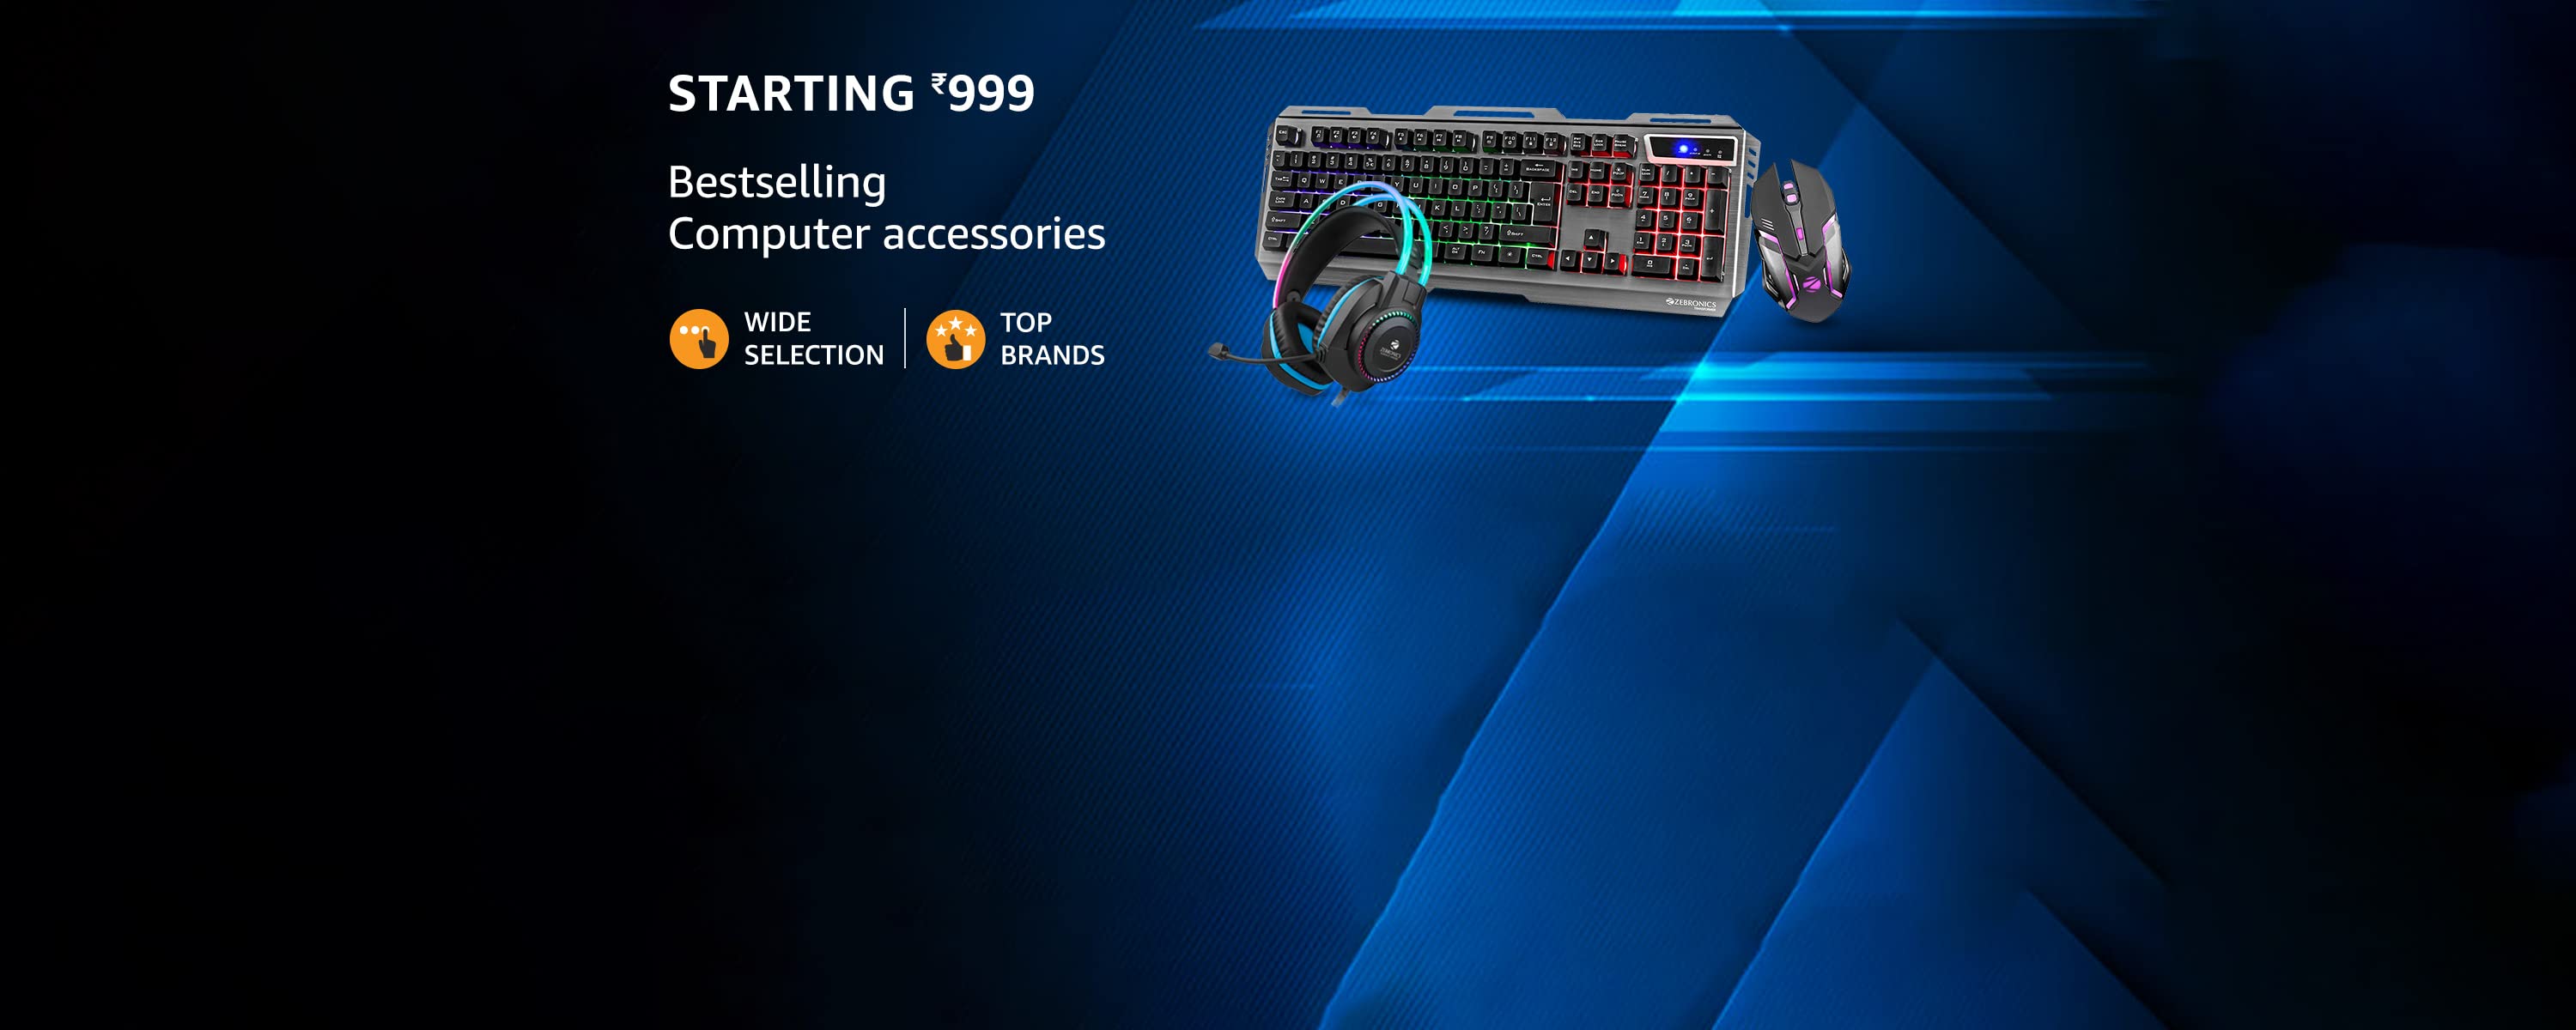 STARTING ₹999
Bestselling
Computer accessories
WIDE
SELECTION
TOP
BRANDS
ZEBRONICS